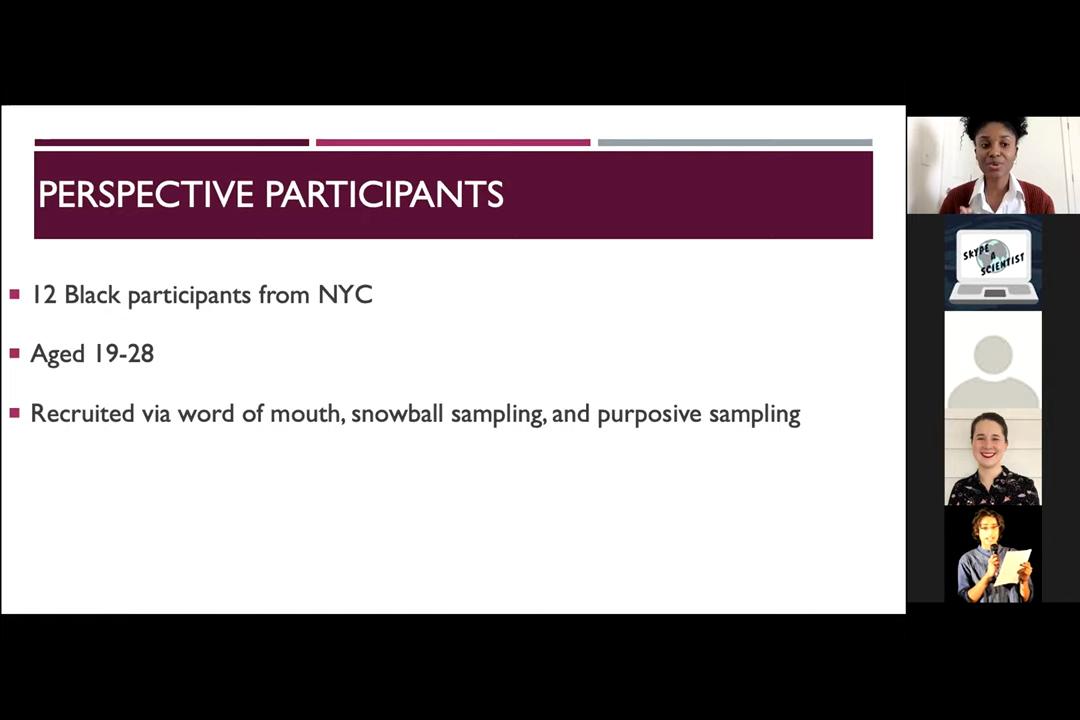 PERSPECTIVE PARTICIPANTS
12 Black participants from NYC
Aged 19-28
Recruited via word of mouth, snowball sampling, and purposive sampling
SKYPE
A
SCIENTIST